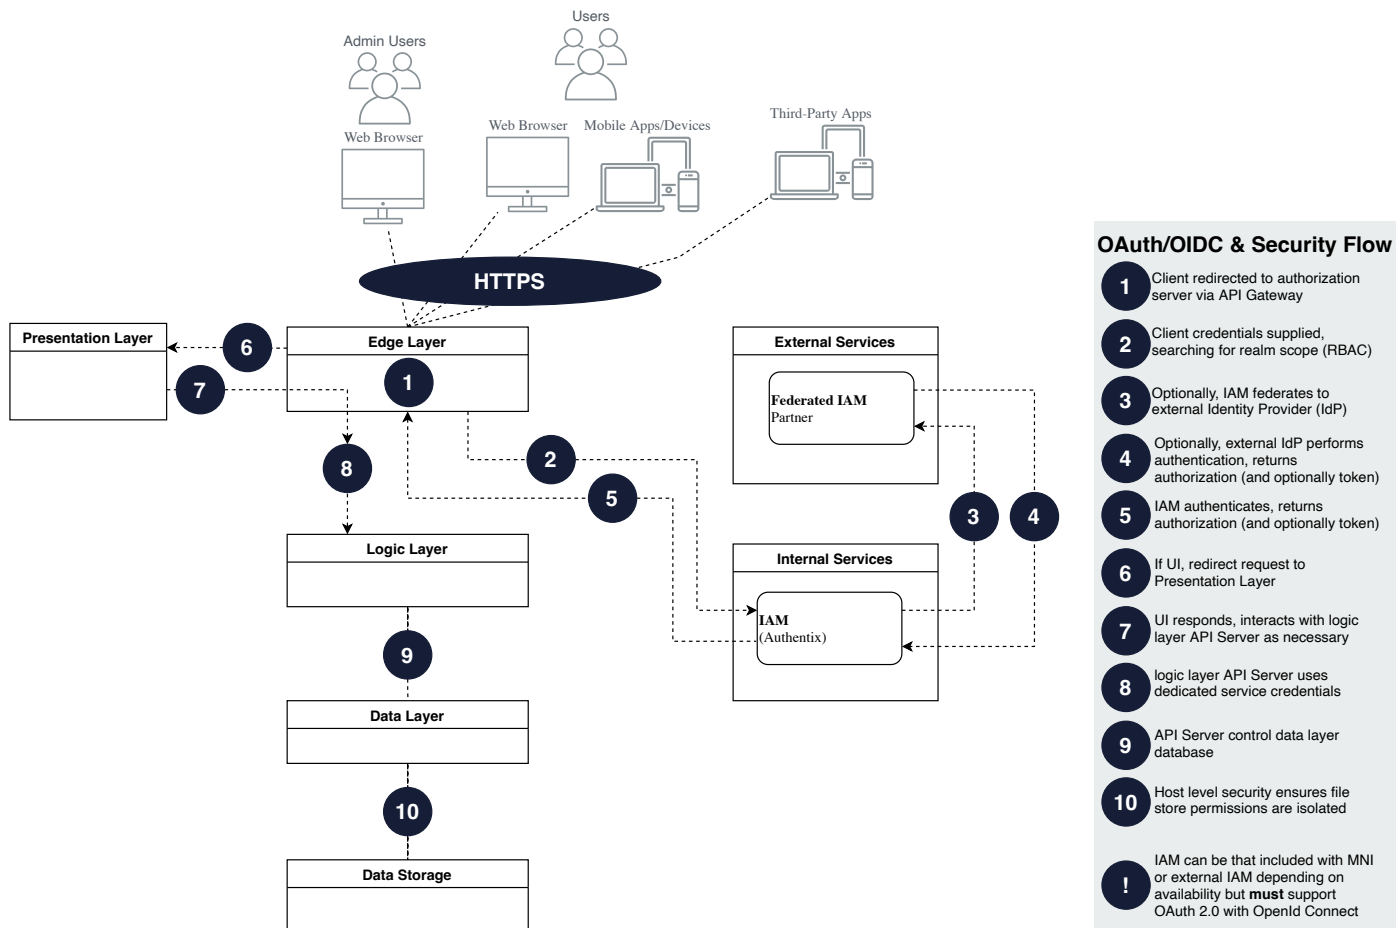 Users
Admin Users
Web Browser
Web Browser
Mobile Apps/Devices
Third-Party Apps
HTTPS
Presentation Layer
6
7
Edge Layer
1
8
2
5
External Services
Federated IAM
Partner
3
4
Logic Layer
Internal Services
IAM
(Authentix)
9
Data Layer
10
Data Storage
OAuth/OIDC & Security Flow
1
Client redirected to authorization
server via API Gateway
2
Client credentials supplied,
searching for realm scope (RBAC)
3
Optionally, IAM federates to
external Identity Provider (IdP)
4
Optionally, external IdP performs
authentication, returns
authorization (and optionally token)
5
IAM authenticates, returns
authorization (and optionally token)
6
If UI, redirect request to
Presentation Layer
7
UI responds, interacts with logic
layer API Server as necessary
8
logic layer API Server uses
dedicated service credentials
9
API Server control data layer
database
10
Host level security ensures file
store permissions are isolated
!
IAM can be that included with MNI
or external IAM depending on
availability but must support
OAuth 2.0 with OpenId Connect